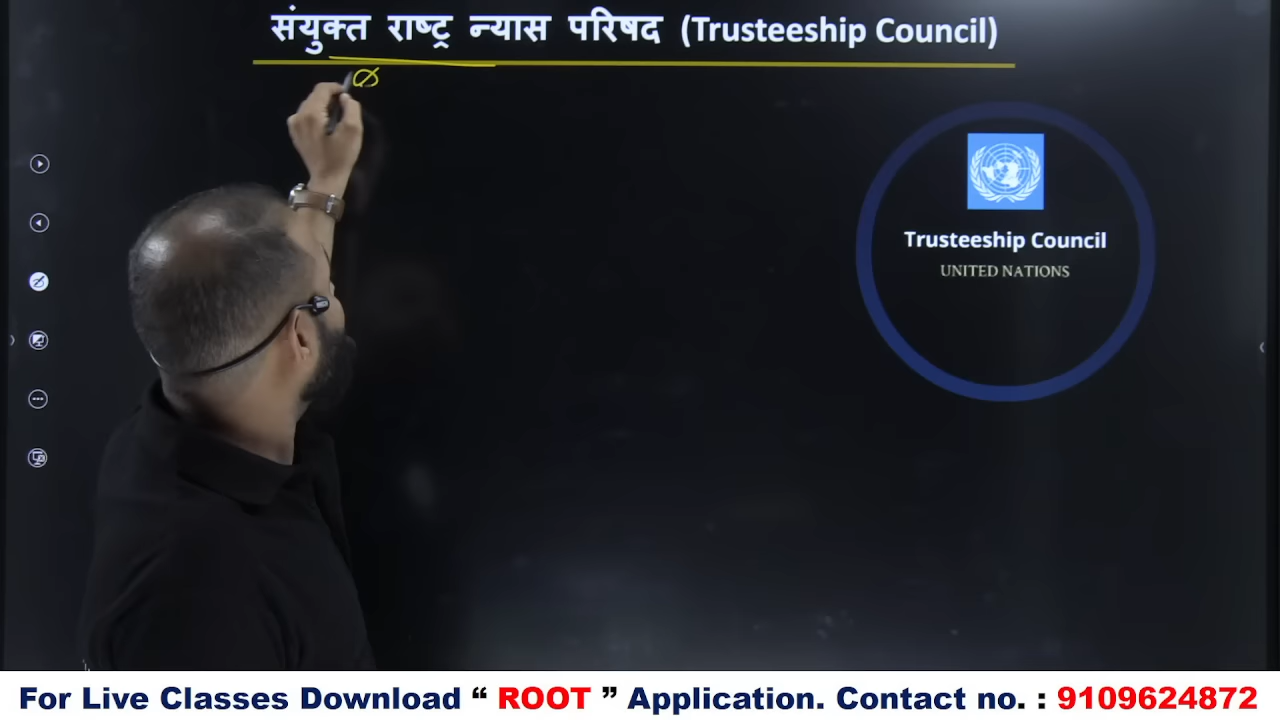 संयुक्त राष्ट्र न्यास परिषद (Trusteeship Council)
Trusteeship Council
UNITED NATIONS
For Live Classes Download “ ROOT ” Application. Contact no. : 9109624872